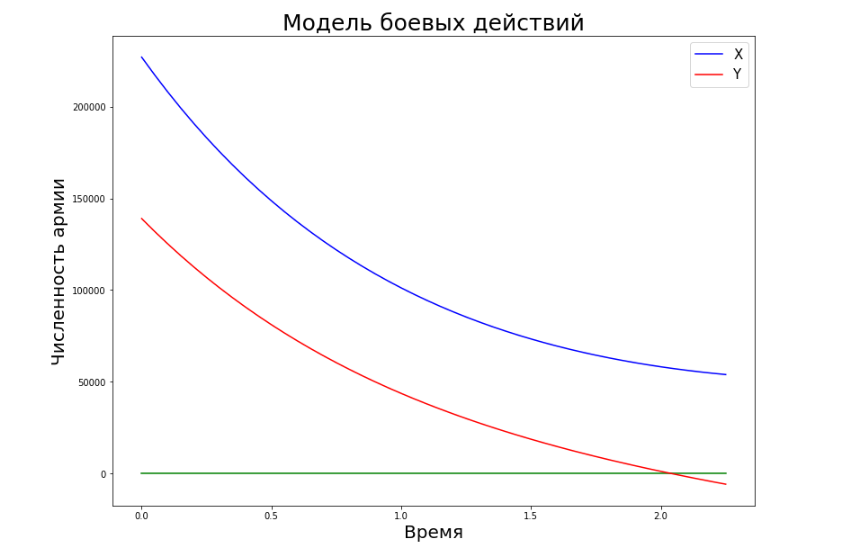 Модель боевых действий
X
Y
Численность армии
200000
150000
100000
50000
0
0.0 0.5 1.0 1.5 2.0
Время